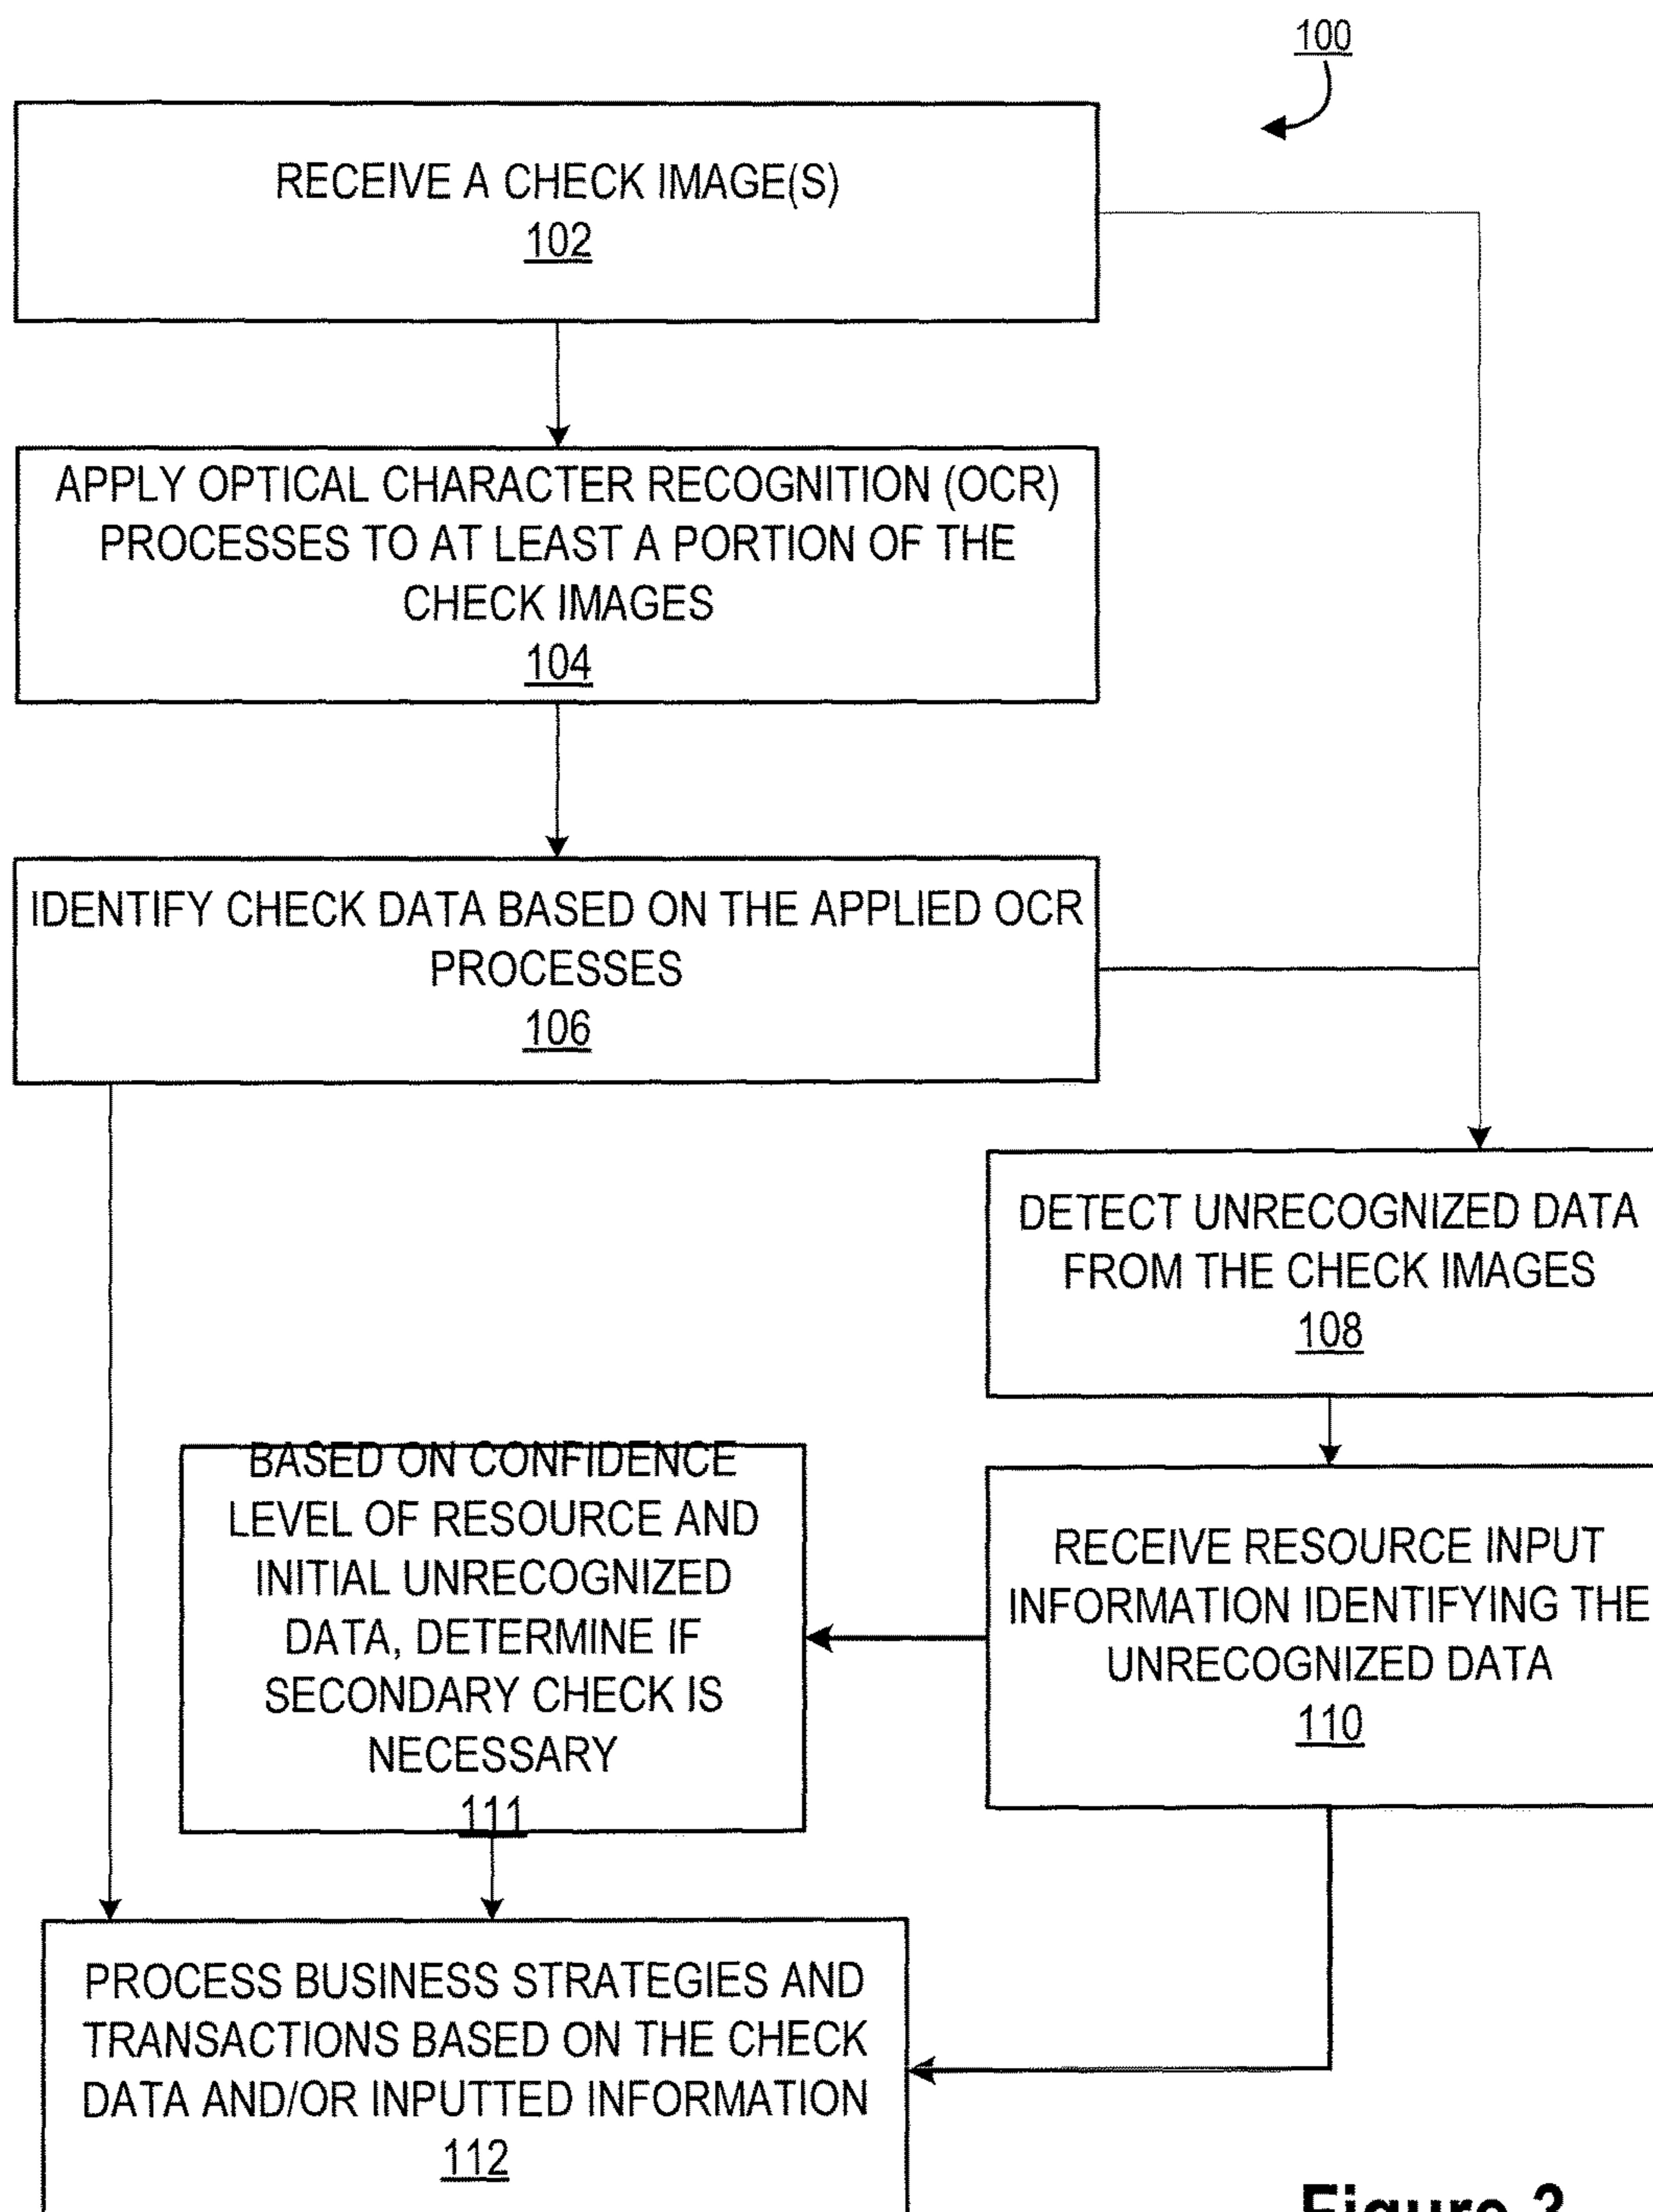 100
RECEIVE A CHECK IMAGE(S)
102
APPLY OPTICAL CHARACTER RECOGNITION (OCR)
PROCESSES TO AT LEAST A PORTION OF THE
CHECK IMAGES
104
IDENTIFY CHECK DATA BASED ON THE APPLIED OCR
PROCESSES
106
DETECT UNRECOGNIZED DATA
FROM THE CHECK IMAGES
108
BASED ON CONFIDENCE
LEVEL OF RESOURCE AND
INITIAL UNRECOGNIZED
DATA, DETERMINE IF
SECONDARY CHECK IS
NECESSARY
111
RECEIVE RESOURCE INPUT
INFORMATION IDENTIFYING THE
UNRECOGNIZED DATA
110
PROCESS BUSINESS STRATEGIES AND
TRANSACTIONS BASED ON THE CHECK
DATA AND/OR INPUTTED INFORMATION
112
Figure